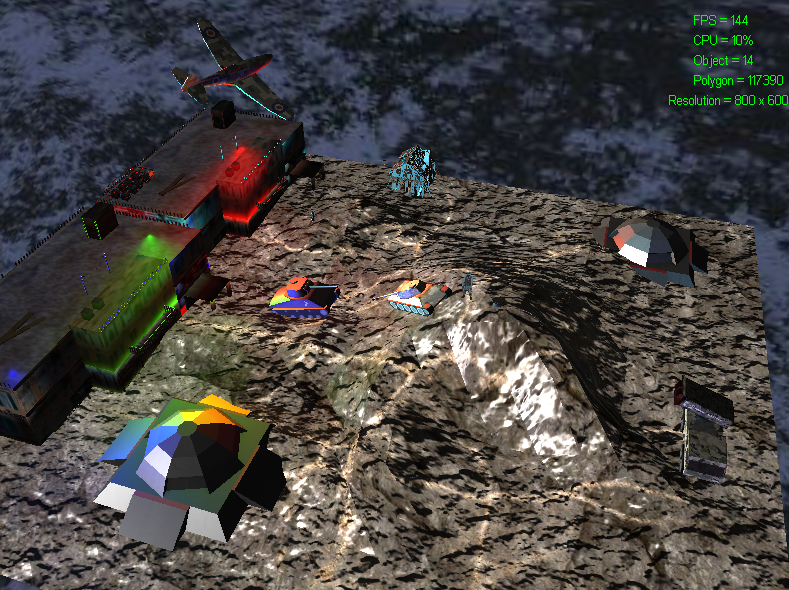 FPS = 144
CPU = 10%
Object = 14
Polygon = 117390
Resolution = 800 x 600